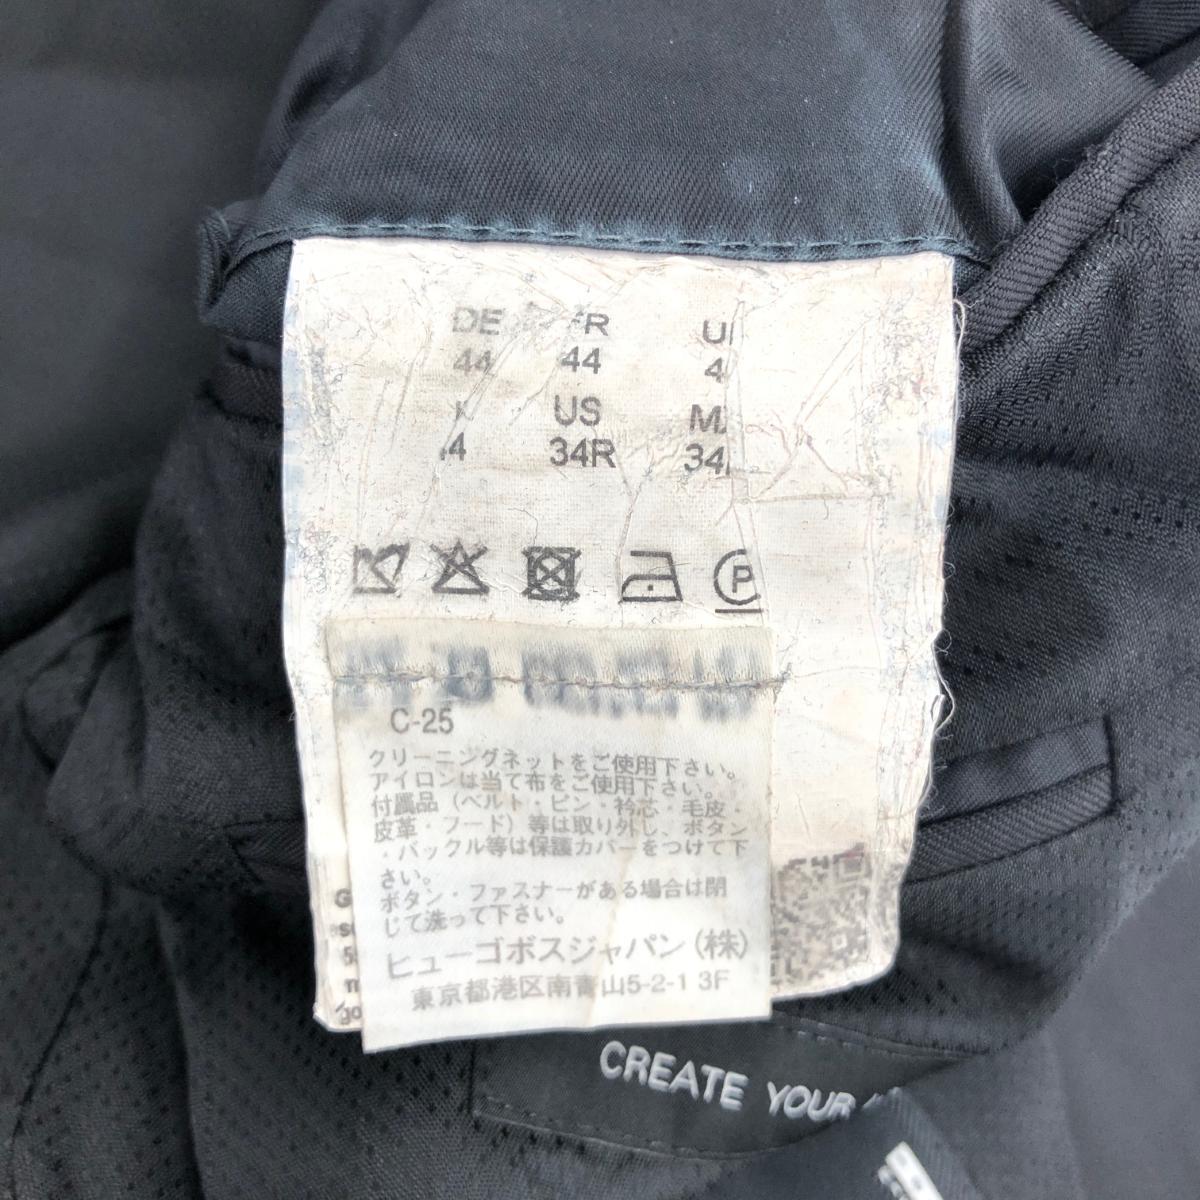 DE FR
44 44
US
34R
P
C-25
クリーニングネットをご使用下さい。
アイロンは当て布をご使用下さい。
付属品（ベルト・ピン・衿芯・毛皮・
皮革・フード）等は取り外し、ボタン
・バックル等は保護カバーをつけて下
さい。
ボタン・ファスナーがある場合は閉
じて洗って下さい。
ヒューゴボスジャパン（株）
東京都港区南青山5-2-1 3F
CREATE YOUR